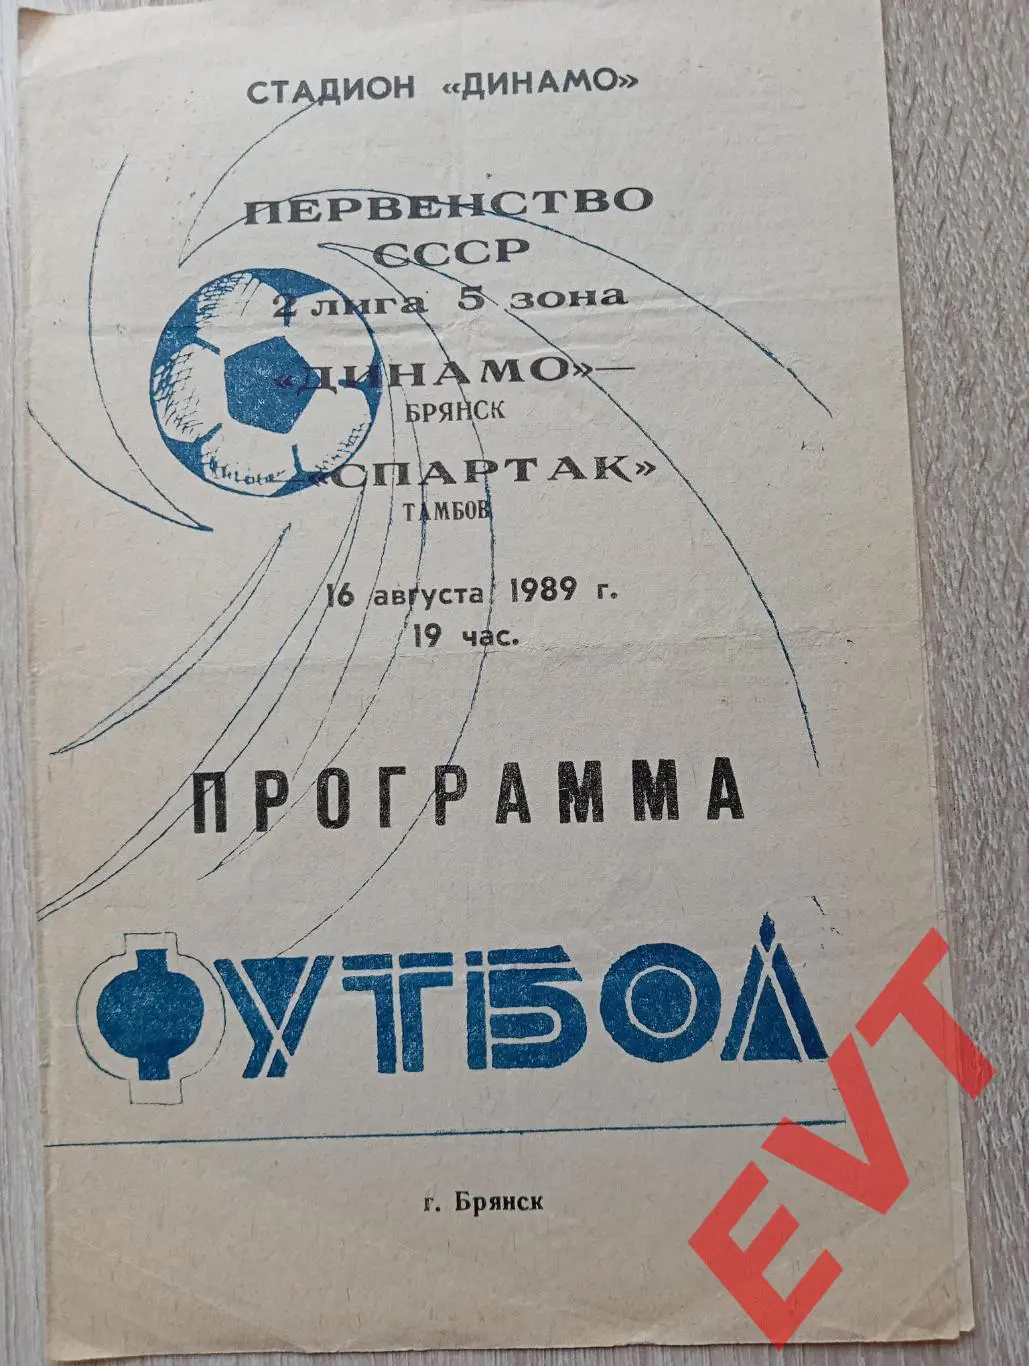 СТАДИОН «ДИНАМО»
ПЕРВЕНСТВО
СССР
2 лига 5 зона
«ДИНАМО»—
БРЯНСК
«СПАРТАК»
ТАМБОВ
16 августа 1989 г.
19 час.
ПРОГРАММА
ФУТБОЛ
г. Брянск
EVT